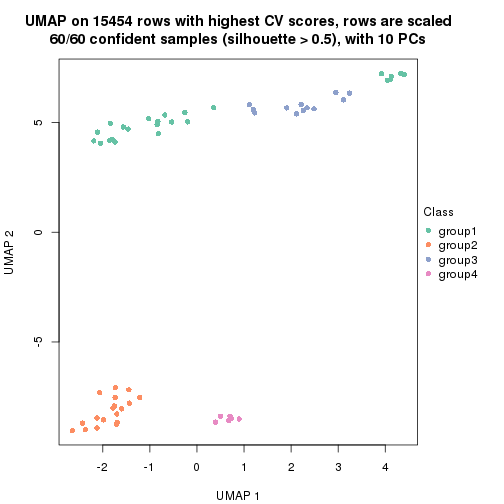 UMAP on 15454 rows with highest CV scores, rows are scaled
60/60 confident samples (silhouette > 0.5), with 10 PCs
5
0
-5
UMAP 2
-2
-1
0
1
2
3
4
UMAP 1
Class
group1
group2
group3
group4